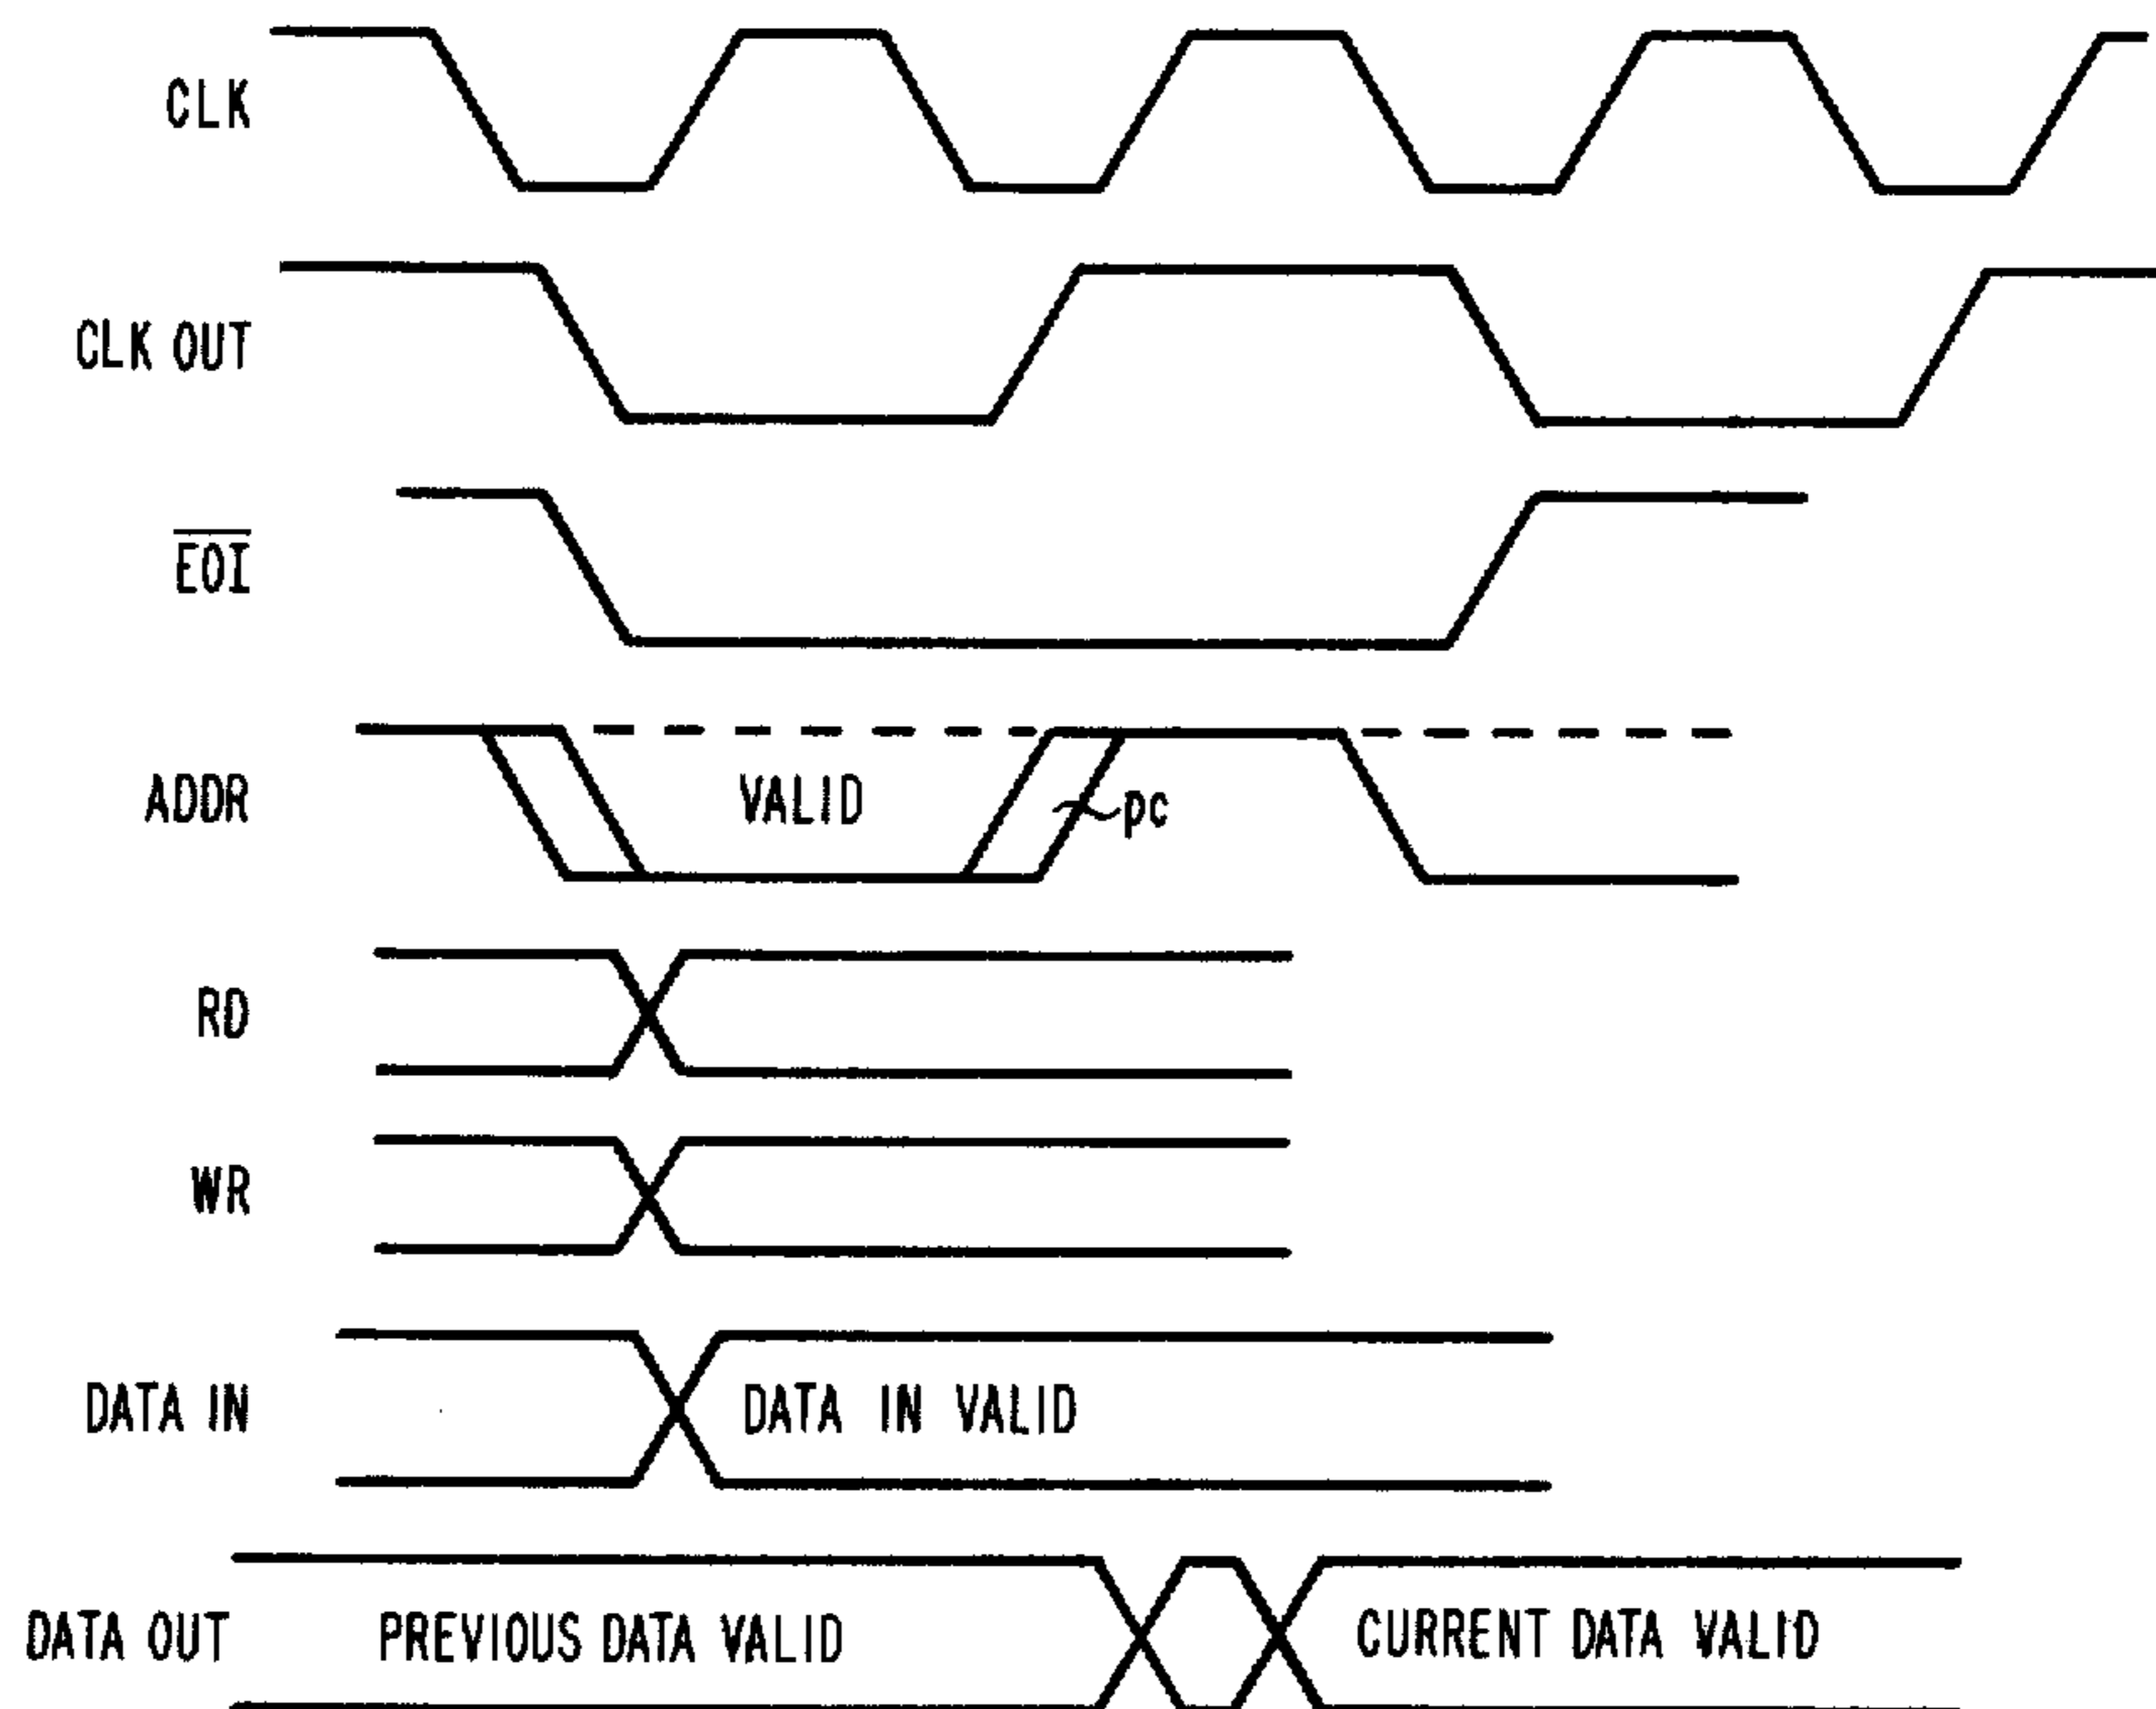 CLK
CLK OUT
EOI
ADDR VALID pc
RD
WR
DATA IN DATA IN VALID
DATA OUT PREVIOUS DATA VALID CURRENT DATA VALID